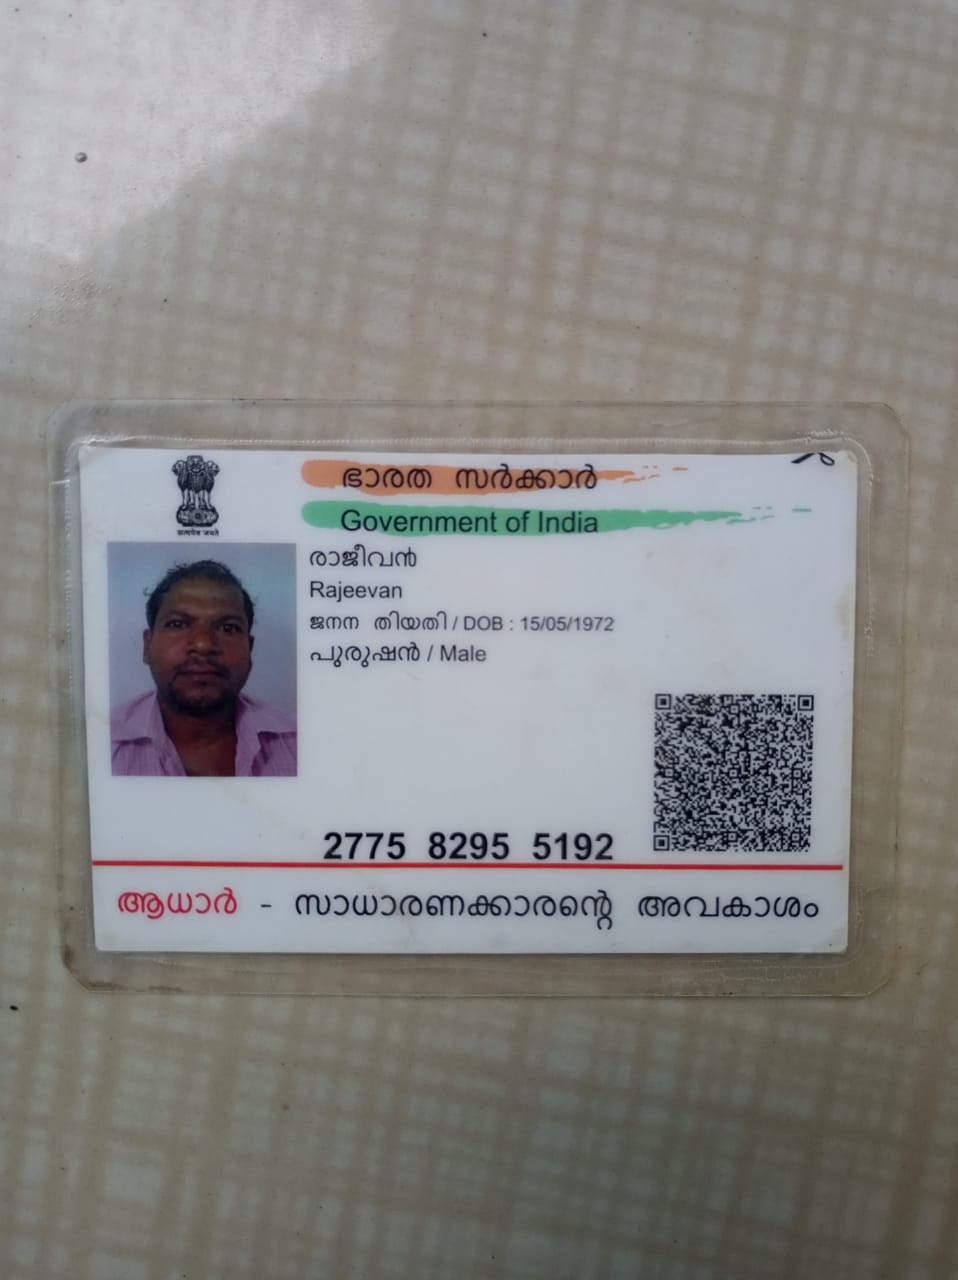 ഭാരത സർക്കാർ
Government of India
सत्यमेव जयते
രാജീവൻ
Rajeevan
ജനന തിയതി / DOB : 15/05/1972
പുരുഷൻ / Male
2775 8295 5192
ആധാർ - സാധാരണക്കാരന്റെ അവകാശം